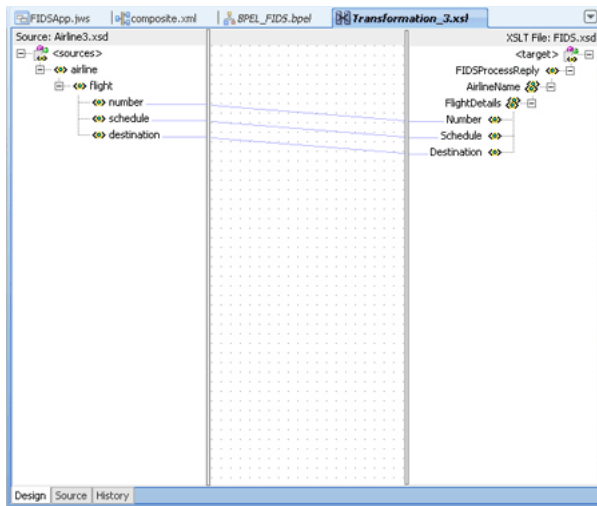 FIDSApp.jws composite.xml BPEL_FIDS.bpel Transformation_3.xsl
Source: Airline3.xsd XSLT File: FIDS.xsd
<sources> <target>
airline FIDSProcessReply
flight AirlineName
number FlightDetails
schedule Number
destination Schedule
Destination
Design Source History